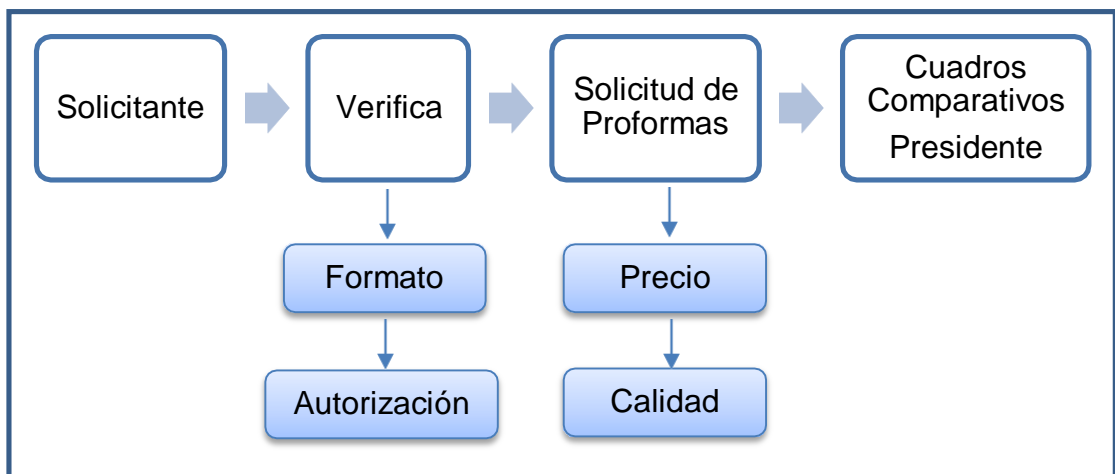 Solicitante
Verifica
Solicitud de
Proformas
Cuadros
Comparativos
Presidente
Formato
Precio
Autorización
Calidad